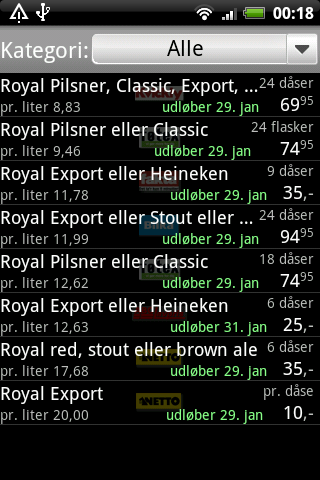 00:18
Kategori: Alle
Royal Pilsner, Classic, Export, ... 24 dåser
pr. liter 8,83 udløber 29. jan 69 95
Royal Pilsner eller Classic 24 flasker
pr. liter 9,46 udløber 29. jan 74 95
Royal Export eller Heineken 9 dåser
pr. liter 11,78 udløber 29. jan 35,-
Royal Export eller Stout eller ... 24 dåser
pr. liter 11,99 udløber 29. jan 94 95
Royal Pilsner eller Classic 18 dåser
pr. liter 12,62 udløber 29. jan 74 95
Royal Export eller Heineken 6 dåser
pr. liter 12,63 udløber 31. jan 25,-
Royal red, stout eller brown ale 6 dåser
pr. liter 17,68 NETTO udløber 29. jan 35,-
Royal Export pr. dåse
pr. liter 20,00 NETTO udløber 29. jan 10,-